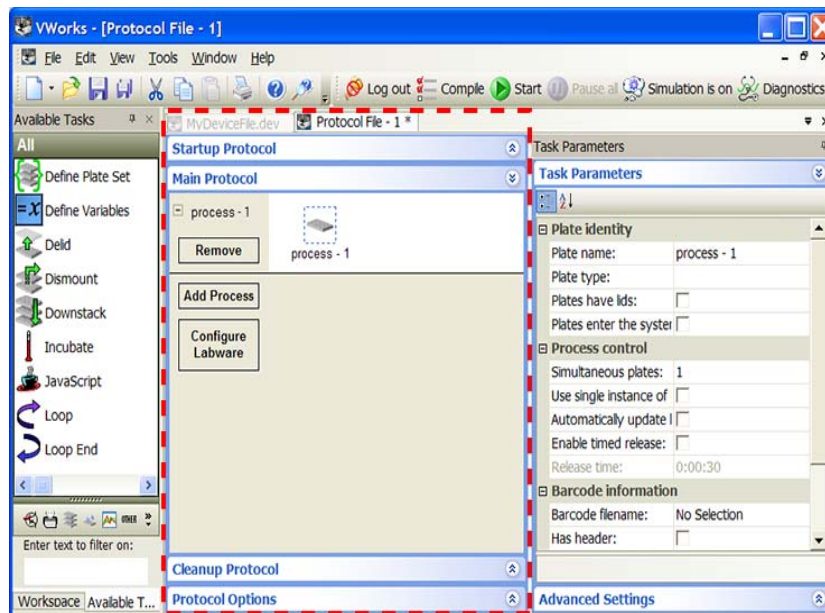 VWorks - [Protocol File - 1]
File Edit View Tools Window Help
Log out Comple Start Pause al Simulation is on Diagnostics
Available Tasks
MyDeviceFile.dev Protocol File - 1 *
All
Define Plate Set
=x Define Variables
Delid
Dismount
Downstack
Incubate
JavaScript
Loop
Loop End
Enter text to filter on:
Workspace Available T...
Startup Protocol
Main Protocol
process - 1
Remove
process - 1
Add Process
Configure
Labware
Cleanup Protocol
Protocol Options
Task Parameters
Task Parameters
Plate identity
Plate name: process - 1
Plate type:
Plates have lids:
Plates enter the syster
Process control
Simultaneous plates: 1
Use single instance of
Automatically update l
Enable timed release:
Release time: 0:00:30
Barcode information
Barcode filename: No Selection
Has header:
Advanced Settings